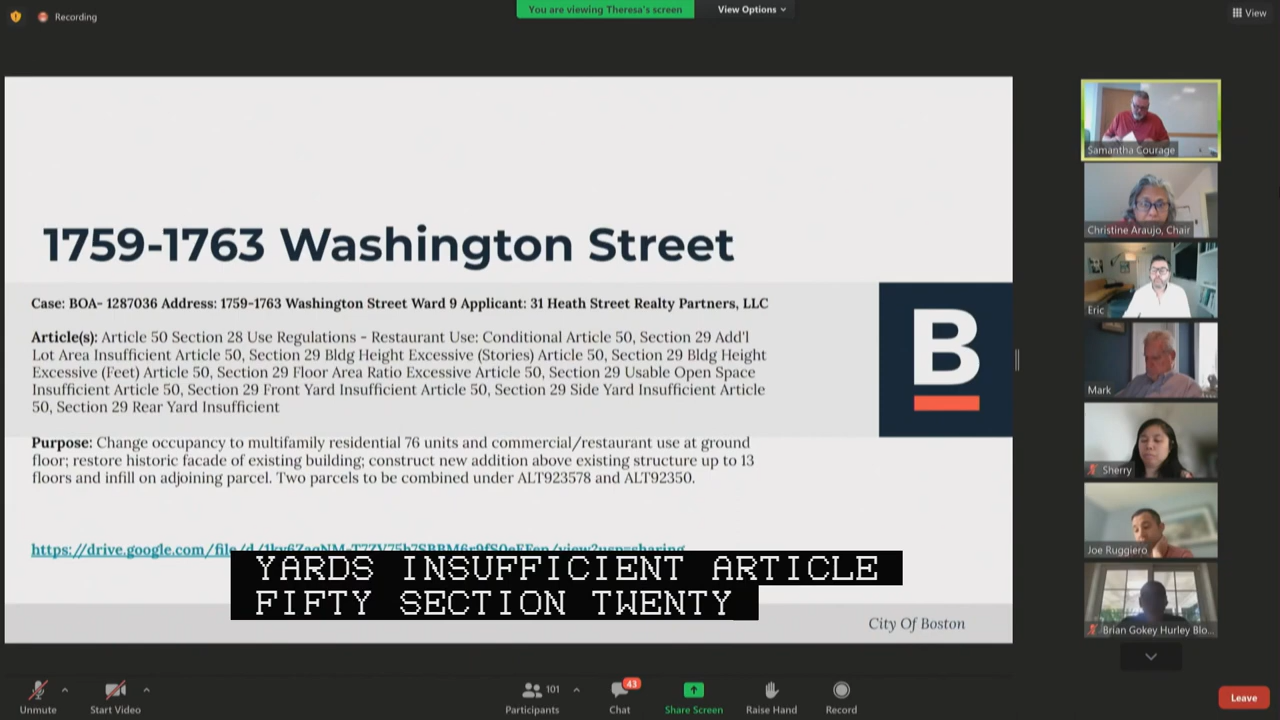 Recording
You are viewing Theresa's screen
View Options
View
1759-1763 Washington Street
Case: BOA- 1287036 Address: 1759-1763 Washington Street Ward 9 Applicant: 31 Heath Street Realty Partners, LLC
Article(s): Article 50 Section 28 Use Regulations - Restaurant Use: Conditional Article 50, Section 29 Add'l
Lot Area Insufficient Article 50, Section 29 Bldg Height Excessive (Stories) Article 50, Section 29 Bldg Height
Excessive (Feet) Article 50, Section 29 Floor Area Ratio Excessive Article 50, Section 29 Usable Open Space
Insufficient Article 50, Section 29 Front Yard Insufficient Article 50, Section 29 Side Yard Insufficient Article
50, Section 29 Rear Yard Insufficient
Purpose: Change occupancy to multifamily residential 76 units and commercial/restaurant use at ground
floor; restore historic facade of existing building; construct new addition above existing structure up to 13
floors and infill on adjoining parcel. Two parcels to be combined under ALT923578 and ALT92350.
B
YARDS INSUFFICIENT ARTICLE
FIFTY SECTION TWENTY
City Of Boston
Samantha Courage
Christine Araujo, Chair
Eric
Mark
Sherry
Joe Ruggiero
Brian Gokey Hurley Blo...
Unmute
Start Video
101
Participants
43
Chat
Share Screen
Raise Hand
Record
Leave